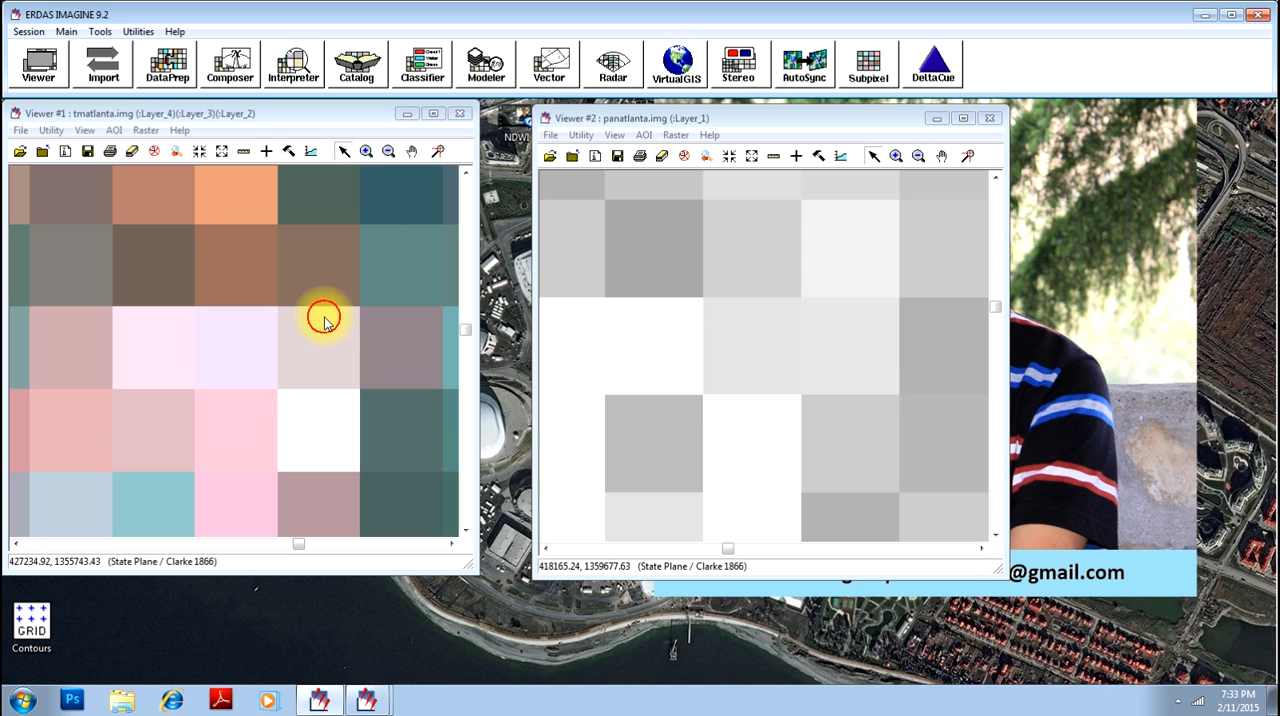 ERDAS IMAGINE 9.2
Session Main Tools Utilities Help
Viewer Import DataPrep Composer Interpreter Catalog Classifier Modeler Vector Radar VirtualGIS Stereo AutoSync Subpixel DeltaCue
Viewer #1 : tmatlanta.img (:Layer_4)(:Layer_3)(:Layer_2)
File Utility View AOI Raster Help
427234.92, 1355743.43 (State Plane / Clarke 1866)
NDWI
Viewer #2 : panatlanta.img (:Layer_1)
File Utility View AOI Raster Help
418165.24, 1359677.63 (State Plane / Clarke 1866)
@gmail.com
GRID
Contours
Ps
7:33 PM
2/11/2015